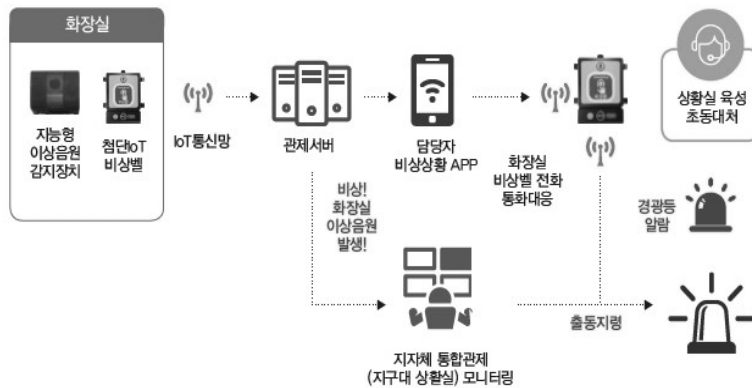 화장실
지능형
이상음원
감지장치
첨단IoT
비상벨
IoT통신망
관제서버
담당자
비상상황 APP
화장실
비상벨 전화
통화대응
상황실 육성
초동대처
비상!
화장실
이상음원
발생!
경광등
알람
출동지령
지자체 통합관제
(지구대 상황실) 모니터링